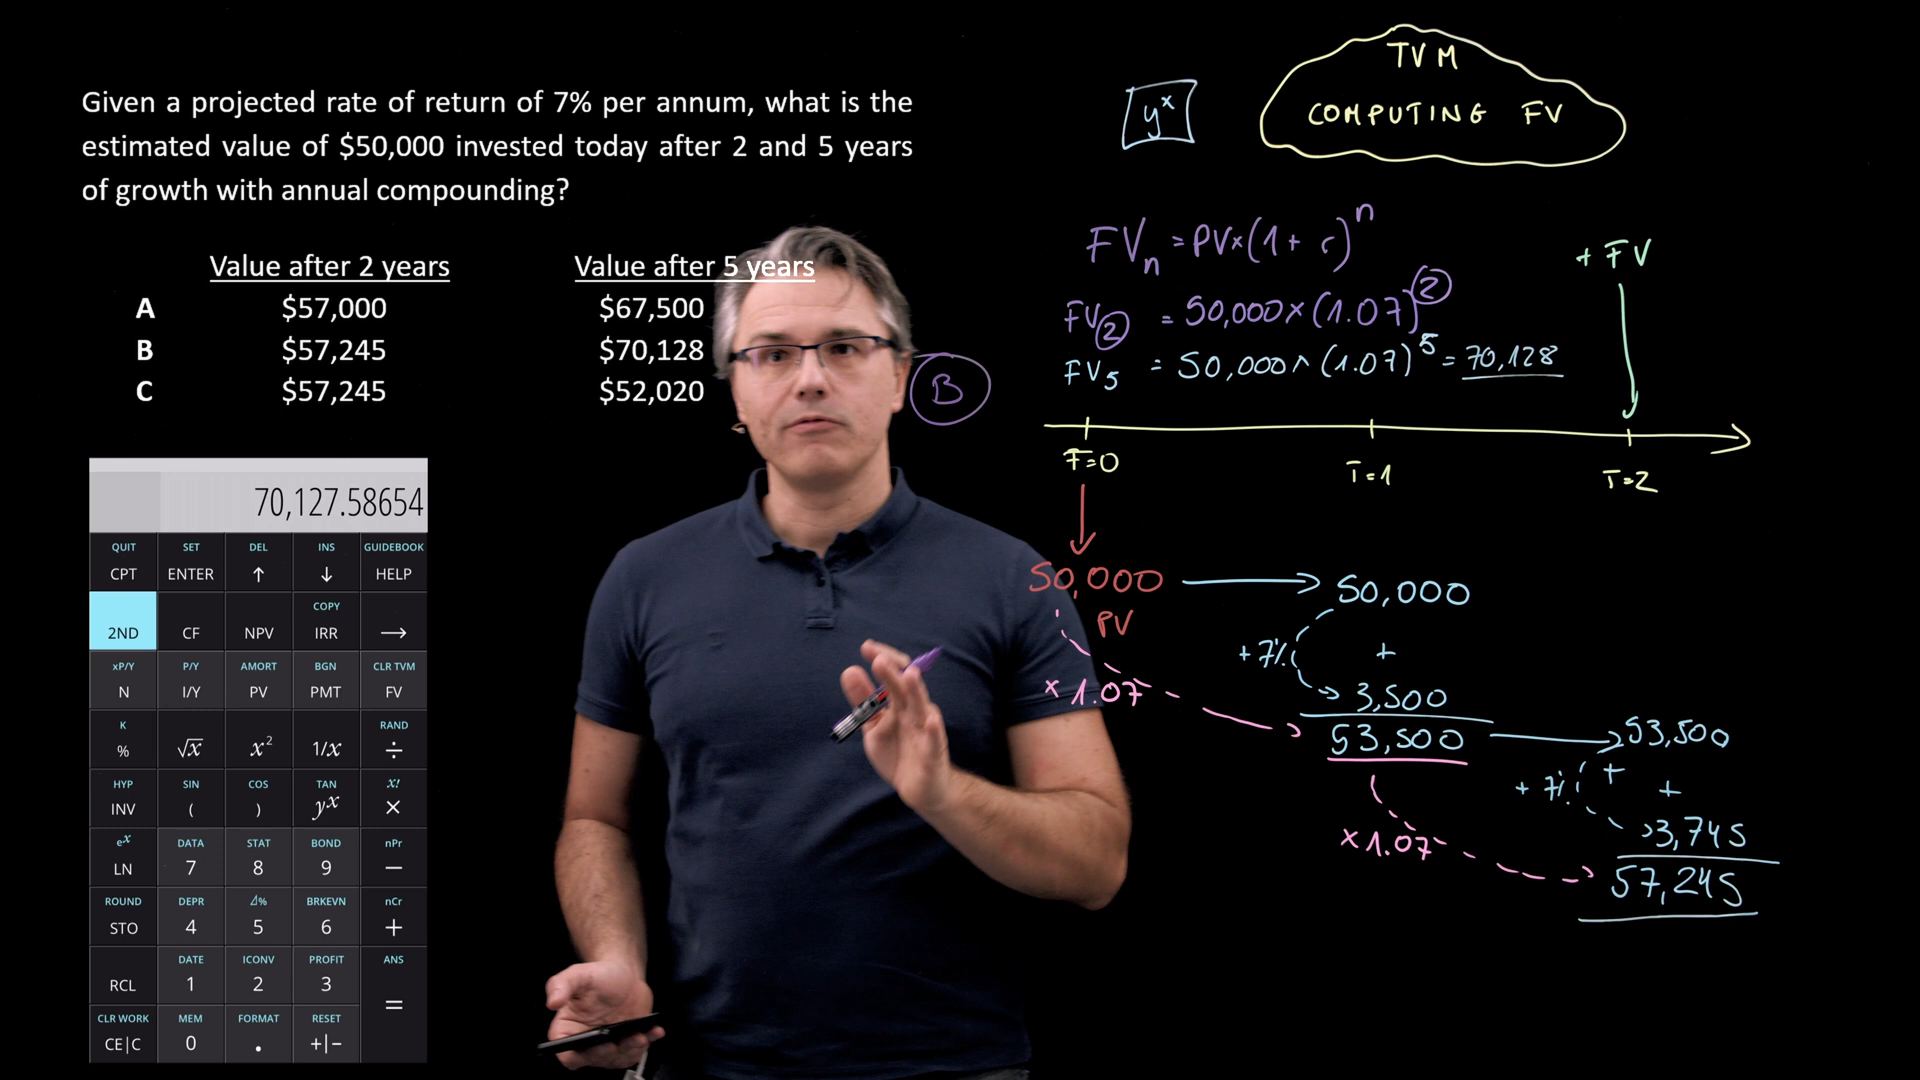 Given a projected rate of return of 7% per annum, what is the
estimated value of $50,000 invested today after 2 and 5 years
of growth with annual compounding?
Value after 2 years Value after 5 years
A $57,000 $67,500
B $57,245 $70,128
C $57,245 $52,020
B
70,127.58654
QUIT SET DEL INS GUIDEBOOK
CPT ENTER ↑ ↓ HELP
COPY
2ND CF NPV IRR →
xP/Y P/Y AMORT BGN CLR TVM
N I/Y PV PMT FV
K RAND
% √x x² 1/x ÷
HYP SIN COS TAN x!
INV ( ) yˣ ×
eˣ DATA STAT BOND nPr
LN 7 8 9 −
ROUND DEPR Δ% BRKEVN nCr
STO 4 5 6 +
DATE ICONV PROFIT ANS
RCL 1 2 3 =
CLR WORK MEM FORMAT RESET
CE|C 0 . +|−
yˣ
TVM
COMPUTING FV
FVₙ = PV×(1+r)ⁿ
+ FV
FV₂ = 50,000×(1.07)²
FV₅ = 50,000×(1.07)⁵ = 70,128
T=0 T=1 T=2
50,000 → 50,000
PV
+7% +
×1.07 3,500
53,500 → 53,500
+7% + +
×1.07 3,745
57,245